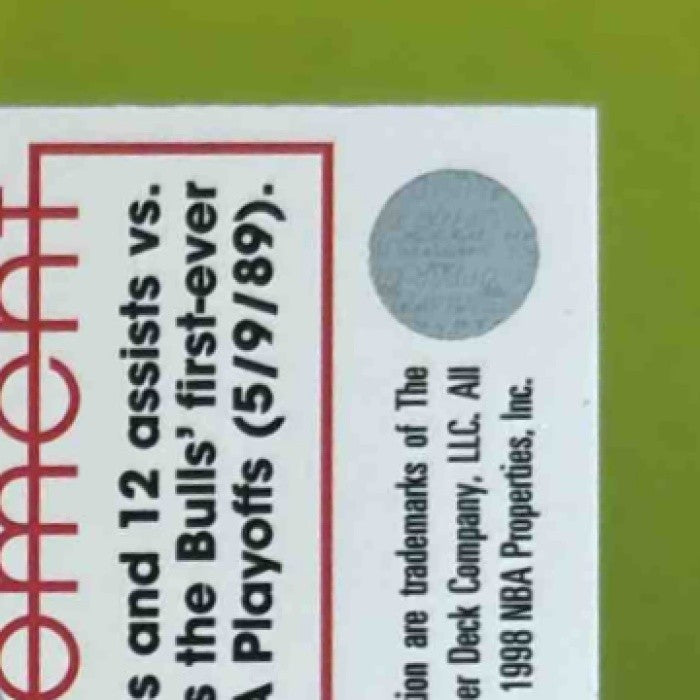 ement
s and 12 assists vs.
s the Bulls' first-ever
A Playoffs (5/9/89).
ion are trademarks of The
er Deck Company, LLC. All
1998 NBA Properties, Inc.